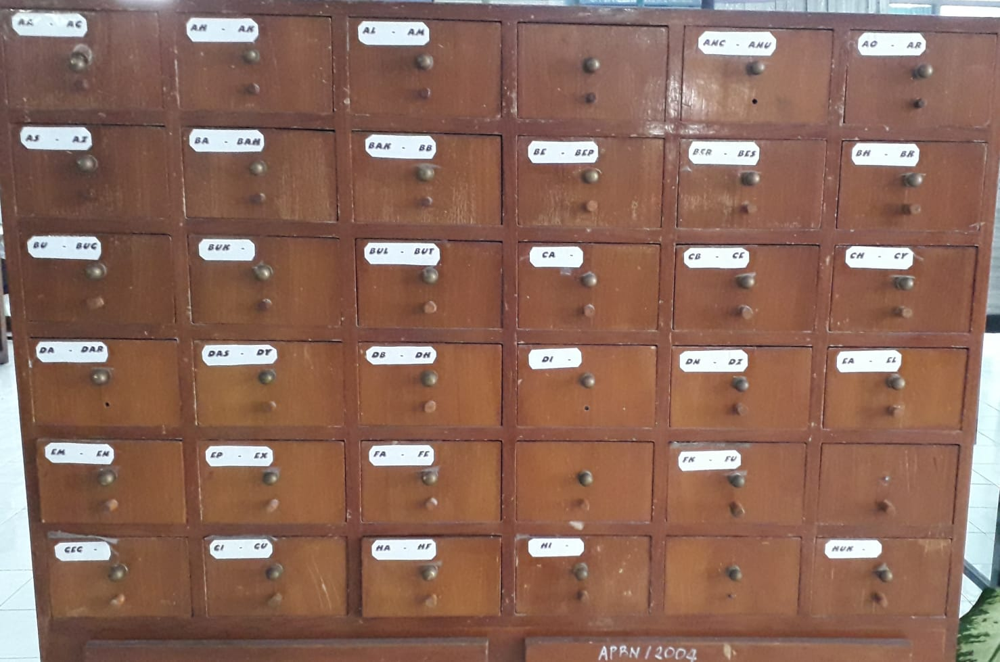 AA - AG
AH - AK
AL - AM
ANC - ANU
AO - AR
AS - AZ
BA - BAH
BAK - BB
BE - BEP
BER - BES
BH - BR
BU - BUG
BUK -
BUL - BUT
CA -
CB - CE
CH - CY
DA - DAR
DAS - DY
DB - DH
DI -
DN - DZ
EA - EL
EM - EN
EP - EX
FA - FE
FK - FU
GEG -
GI - GU
HA - HF
HI -
HUK -
APBN / 2004